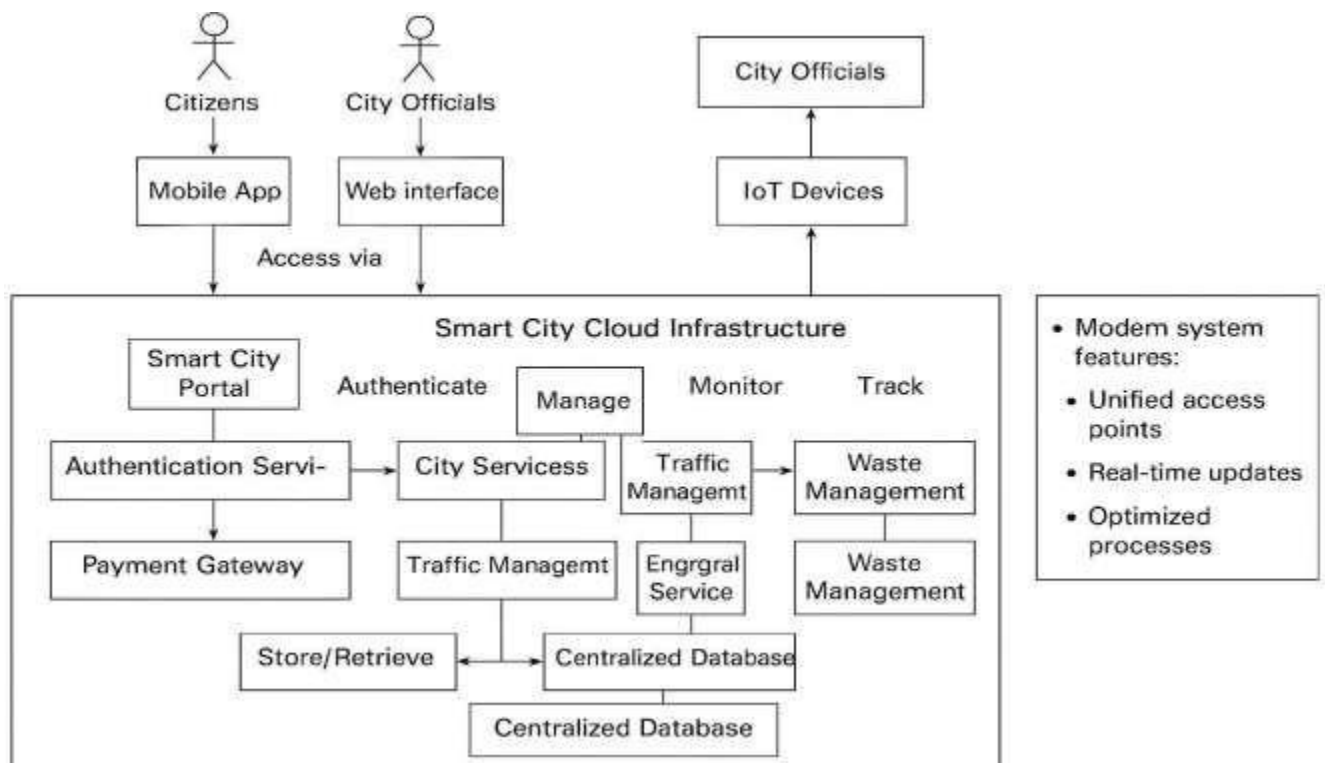 Citizens
City Officials
City Officials
Mobile App
Web interface
IoT Devices
Access via
Smart City Cloud Infrastructure
Smart City
Portal
Authenticate
Manage
Monitor
Track
Authentication Servi-
City Servicess
Traffic
Managemt
Waste
Management
Payment Gateway
Traffic Managemt
Engrgral
Service
Waste
Management
Store/Retrieve
Centralized Database
Centralized Database
• Modem system
features:
• Unified access
points
• Real-time updates
• Optimized
processes